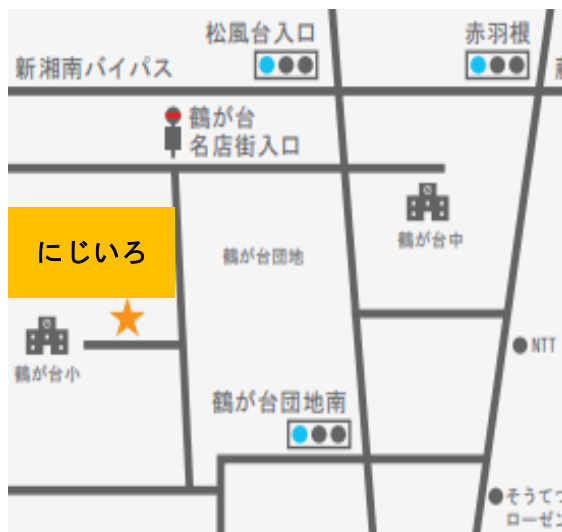 松風台入口
赤羽根
新湘南バイパス
鶴が台
名店街入口
鶴が台中
にじいろ
鶴が台団地
鶴が台小
NTT
鶴が台団地南
そうてつ
ローゼン